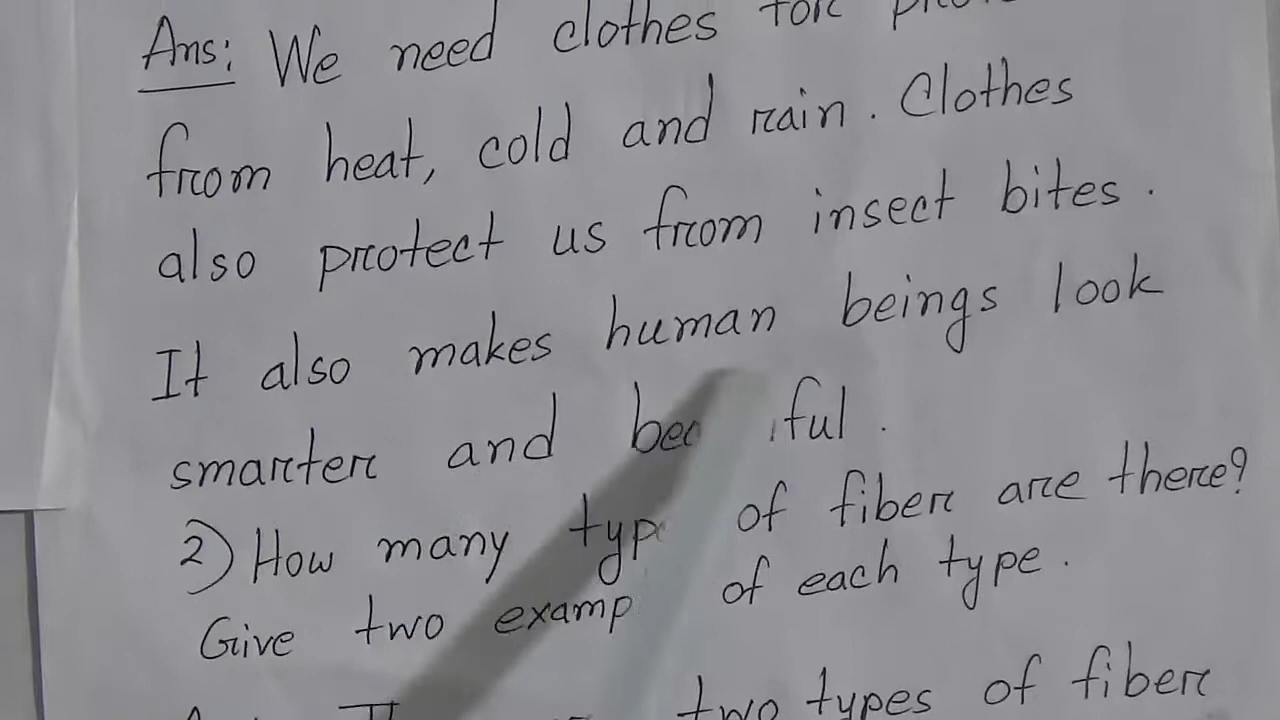 Ans: We need clothes for
from heat, cold and rain. Clothes
also protect us from insect bites.
It also makes human beings look
smarter and
2) How many of fiber are there?
Give two of each type.
two types of fiber